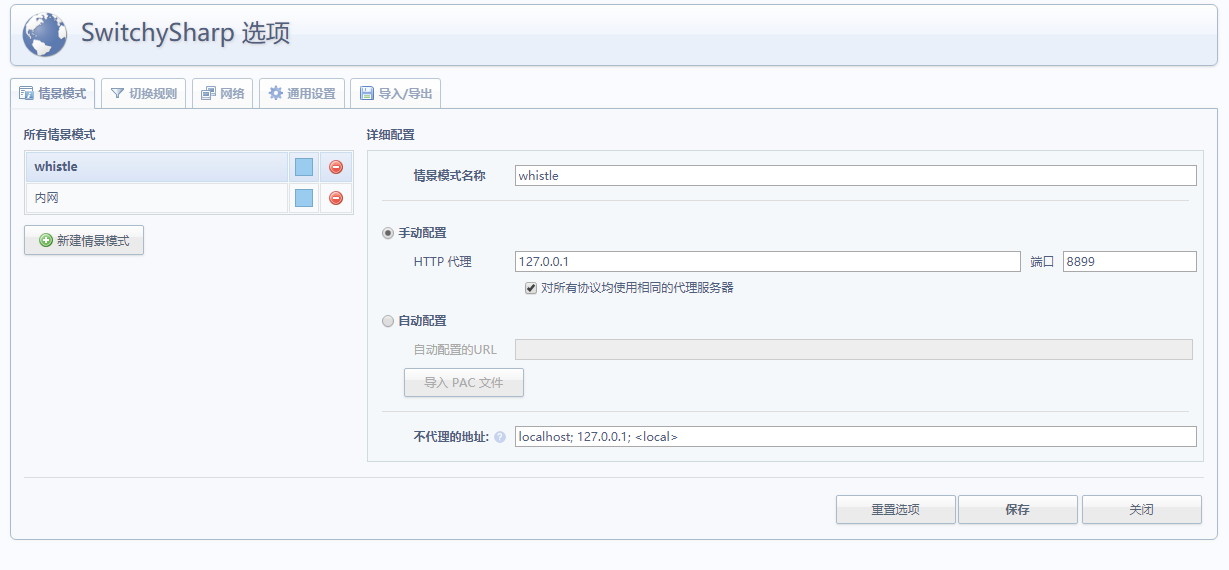 SwitchySharp 选项
情景模式 切换规则 网络 通用设置 导入/导出
所有情景模式
whistle
内网
新建情景模式
详细配置
情景模式名称 whistle
手动配置
HTTP 代理 127.0.0.1 端口 8899
对所有协议均使用相同的代理服务器
自动配置
自动配置的URL
导入 PAC 文件
不代理的地址: ? localhost; 127.0.0.1; <local>
重置选项 保存 关闭